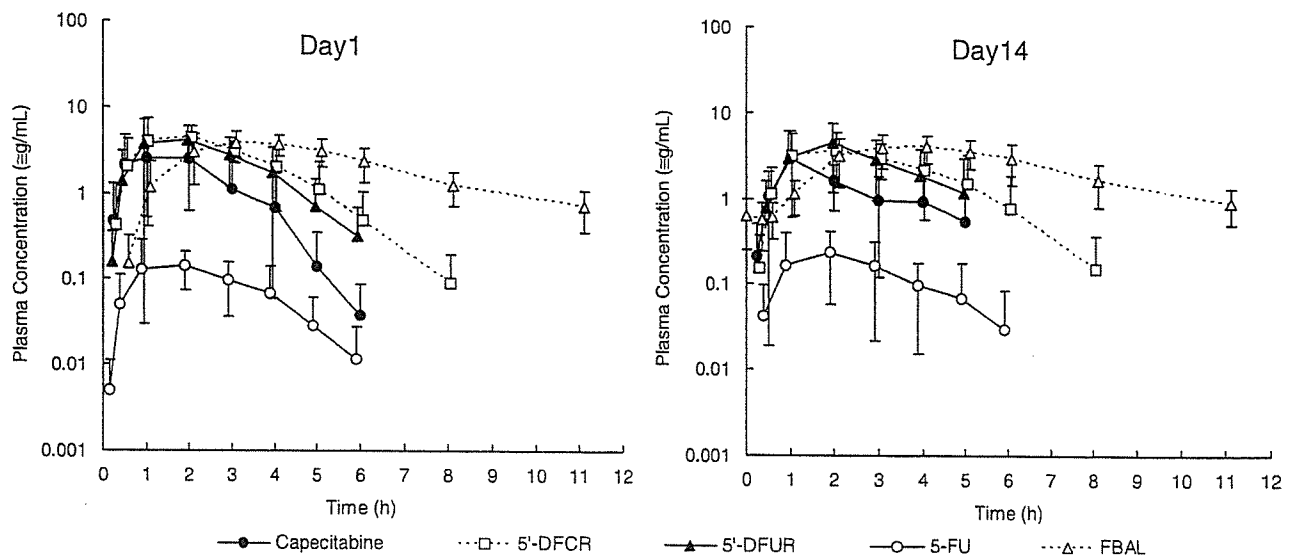 Day1
100
10
1
0.1
0.01
0.001
Plasma Concentration (≅g/mL)
0 1 2 3 4 5 6 7 8 9 10 11 12
Time (h)
Day14
100
10
1
0.1
0.01
0.001
Plasma Concentration (≅g/mL)
0 1 2 3 4 5 6 7 8 9 10 11 12
Time (h)
Capecitabine 5'-DFCR 5'-DFUR 5-FU FBAL